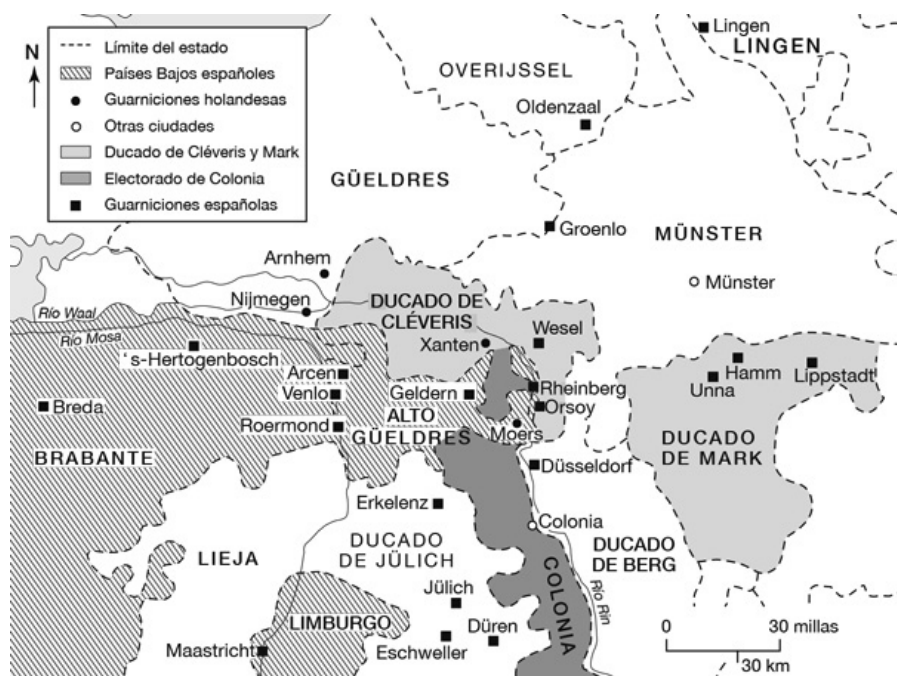 N
Límite del estado
Países Bajos españoles
Guarniciones holandesas
Otras ciudades
Ducado de Cléveris y Mark
Electorado de Colonia
Guarniciones españolas
Lingen
LINGEN
OVERIJSSEL
Oldenzaal
GÜELDRES
Groenlo
MÜNSTER
Münster
Arnhem
Nijmegen
DUCADO DE
CLÉVERIS
Río Waal
Río Mosa
Xanten
Wesel
's-Hertogenbosch
Arcen
Venlo
Geldern
Rheinberg
Orsoy
Hamm
Unna
Lippstadt
Breda
ALTO
GÜELDRES
Roermond
Moers
BRABANTE
DUCADO
DE MARK
Düsseldorf
Erkelenz
Colonia
LIEJA
DUCADO
DE JÜLICH
DUCADO
DE BERG
COLONIA
Río Rin
Jülich
LIMBURGO
Düren
Eschweller
Maastricht
0 30 millas
30 km